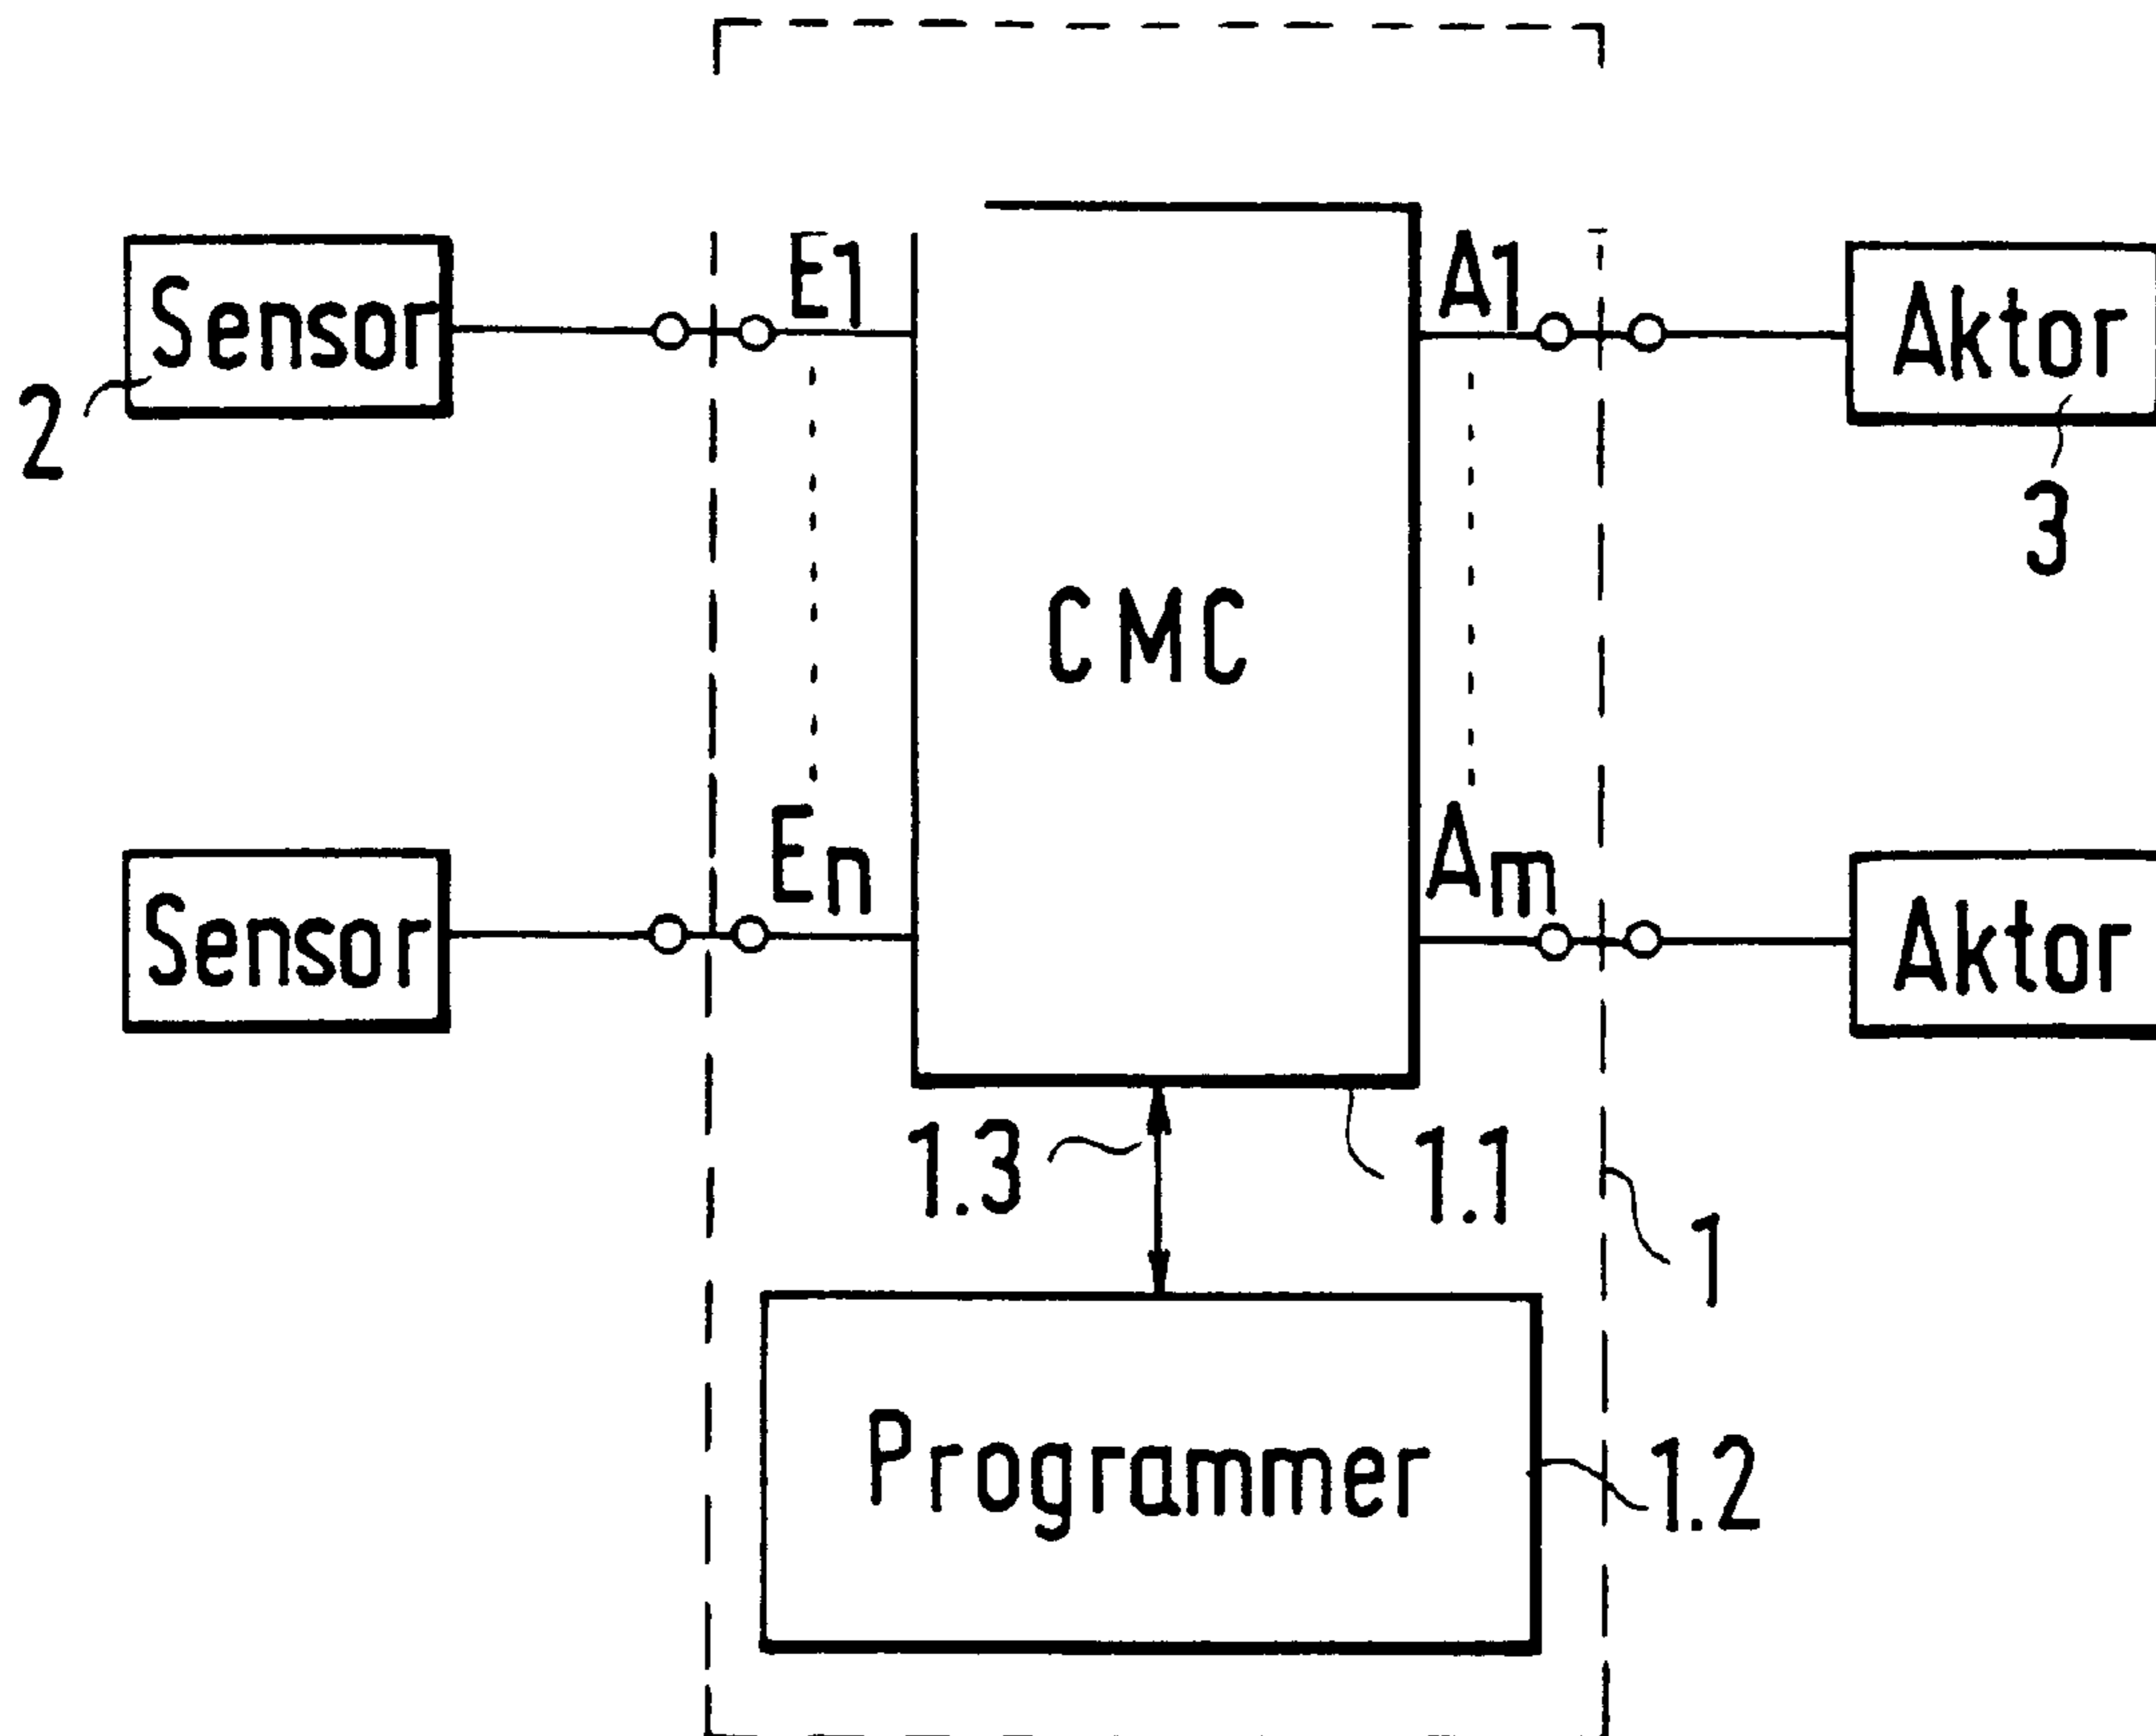 E1
A1
Sensor
Aktor
2
3
CMC
En
Am
Sensor
Aktor
1.3
1.1
1
Programmer
1.2